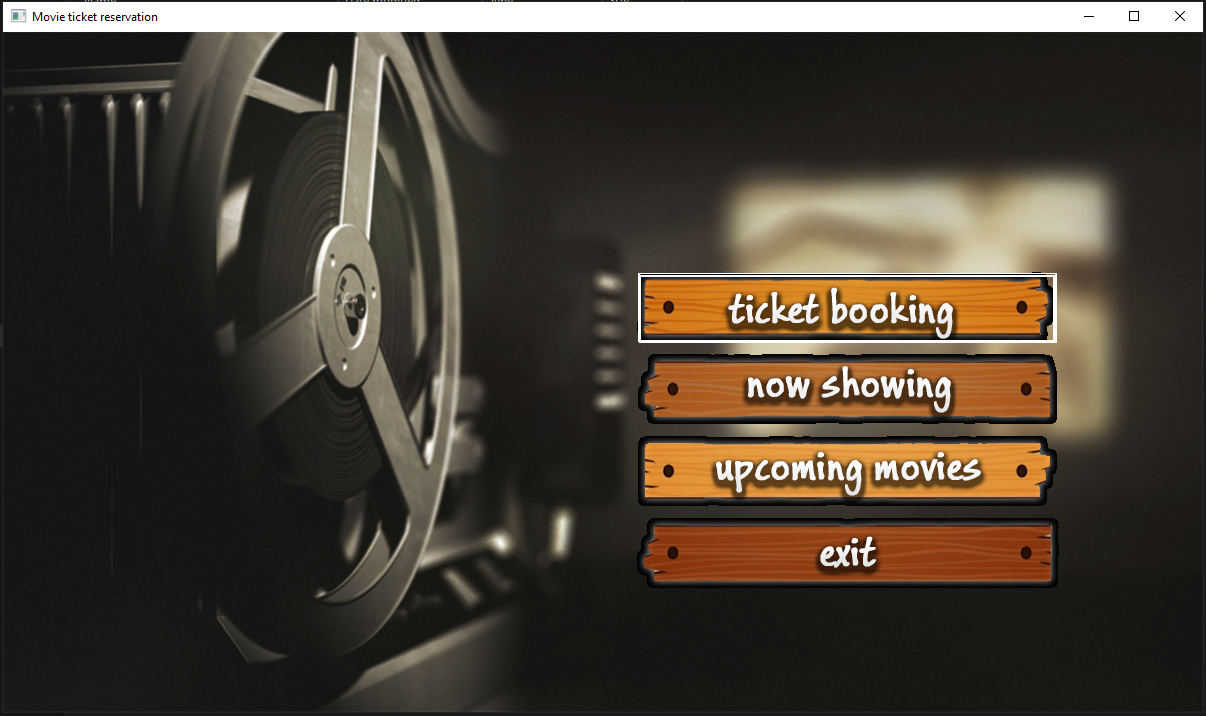 Movie ticket reservation
ticket booking
now showing
upcoming movies
exit